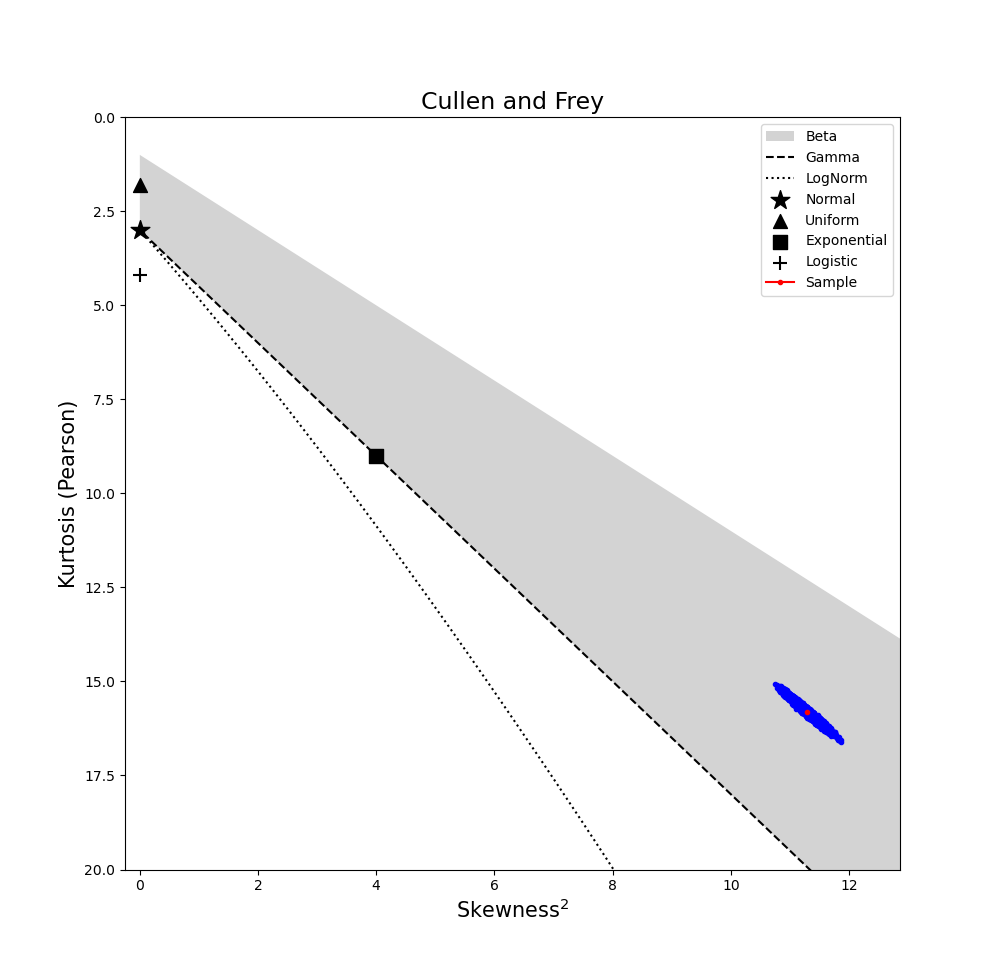 Cullen and Frey
0.0
2.5
5.0
7.5
10.0
12.5
15.0
17.5
20.0
Kurtosis (Pearson)
Beta
Gamma
LogNorm
Normal
Uniform
Exponential
Logistic
Sample
0 2 4 6 8 10 12
Skewness²